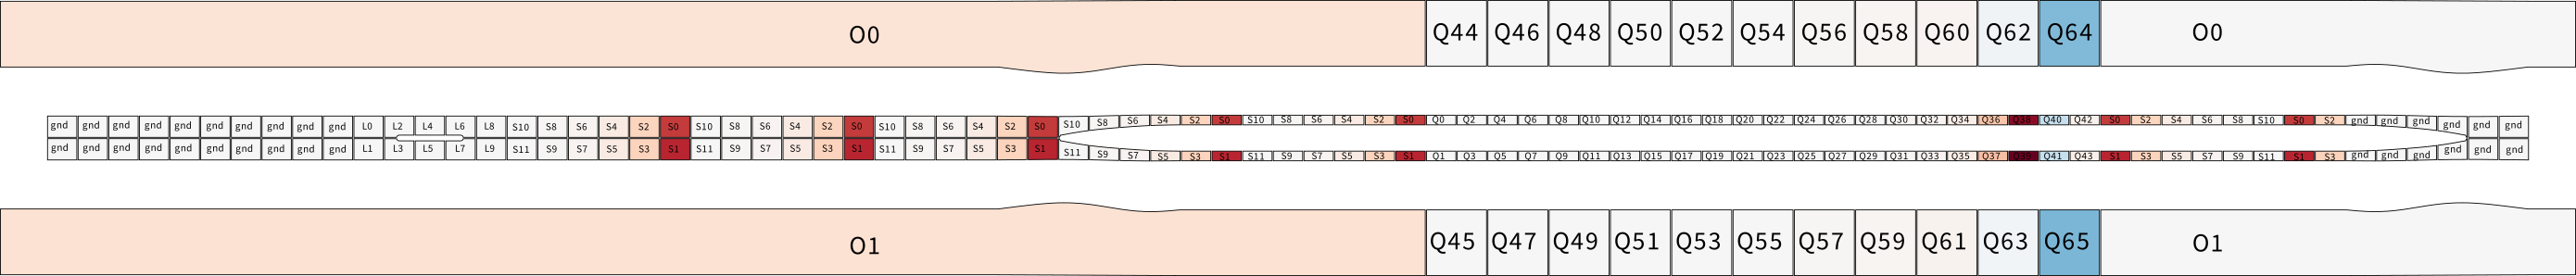 O0 Q44 Q46 Q48 Q50 Q52 Q54 Q56 Q58 Q60 Q62 Q64 O0
gnd gnd gnd gnd gnd gnd gnd gnd gnd gnd L0 L2 L4 L6 L8 S10 S8 S6 S4 S2 S0 S10 S8 S6 S4 S2 S0 S10 S8 S6 S4 S2 S0 S10 S8 S6 S4 S2 S0 S10 S8 S6 S4 S2 S0 Q0 Q2 Q4 Q6 Q8 Q10 Q12 Q14 Q16 Q18 Q20 Q22 Q24 Q26 Q28 Q30 Q32 Q34 Q36 Q38 Q40 Q42 S0 S2 S4 S6 S8 S10 S0 S2 gnd gnd gnd gnd gnd gnd
gnd gnd gnd gnd gnd gnd gnd gnd gnd gnd L1 L3 L5 L7 L9 S11 S9 S7 S5 S3 S1 S11 S9 S7 S5 S3 S1 S11 S9 S7 S5 S3 S1 S11 S9 S7 S5 S3 S1 S11 S9 S7 S5 S3 S1 Q1 Q3 Q5 Q7 Q9 Q11 Q13 Q15 Q17 Q19 Q21 Q23 Q25 Q27 Q29 Q31 Q33 Q35 Q37 Q39 Q41 Q43 S1 S3 S5 S7 S9 S11 S1 S3 gnd gnd gnd gnd gnd gnd
O1 Q45 Q47 Q49 Q51 Q53 Q55 Q57 Q59 Q61 Q63 Q65 O1